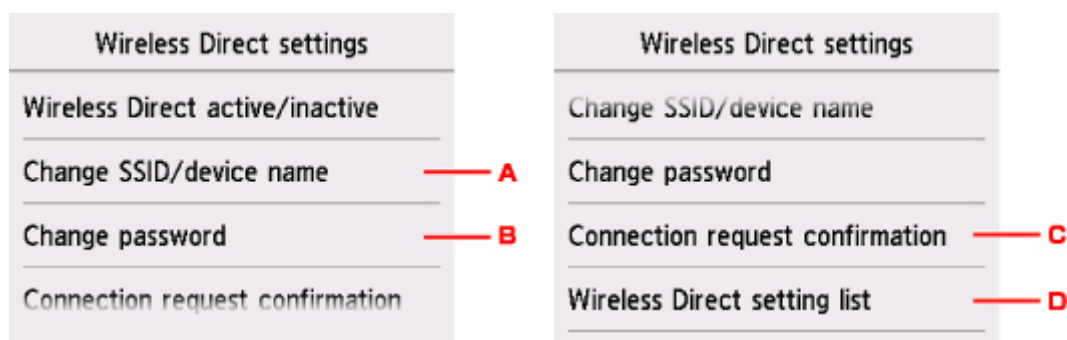 Wireless Direct settings
Wireless Direct active/inactive
Change SSID/device name
A
Change password
B
Connection request confirmation
Wireless Direct settings
Change SSID/device name
Change password
Connection request confirmation
C
Wireless Direct setting list
D